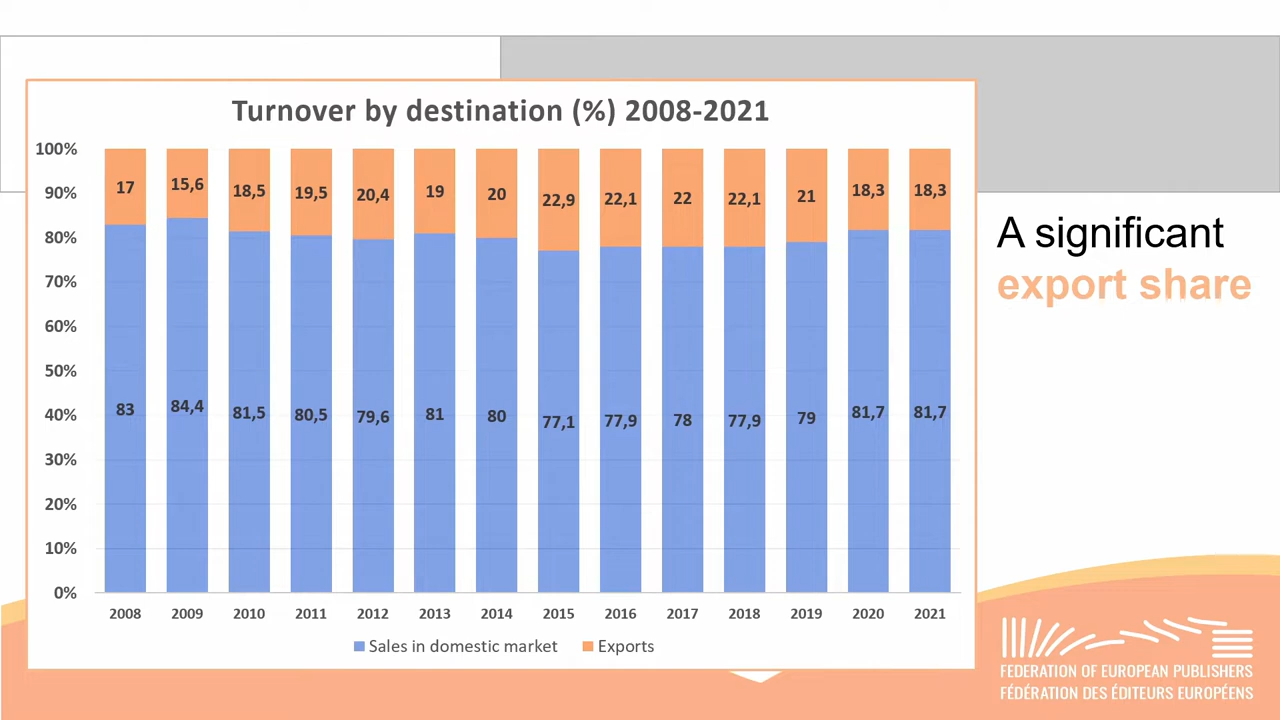 Turnover by destination (%) 2008-2021
100%
90%
80%
70%
60%
50%
40%
30%
20%
10%
0%
17 15,6 18,5 19,5 20,4 19 20 22,9 22,1 22 22,1 21 18,3 18,3
83 84,4 81,5 80,5 79,6 81 80 77,1 77,9 78 77,9 79 81,7 81,7
2008 2009 2010 2011 2012 2013 2014 2015 2016 2017 2018 2019 2020 2021
Sales in domestic market Exports
A significant
export share
FEDERATION OF EUROPEAN PUBLISHERS
FÉDÉRATION DES ÉDITEURS EUROPÉENS